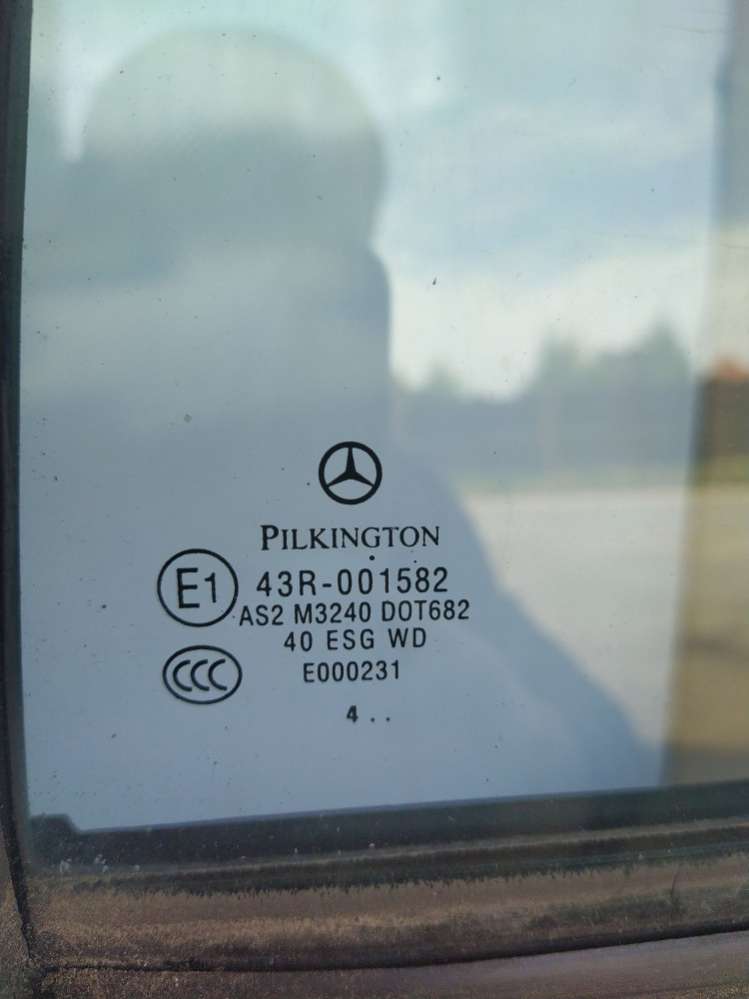 PILKINGTON
E1 43R-001582
AS2 M3240 DOT682
40 ESG WD
CCC E000231
4 . .